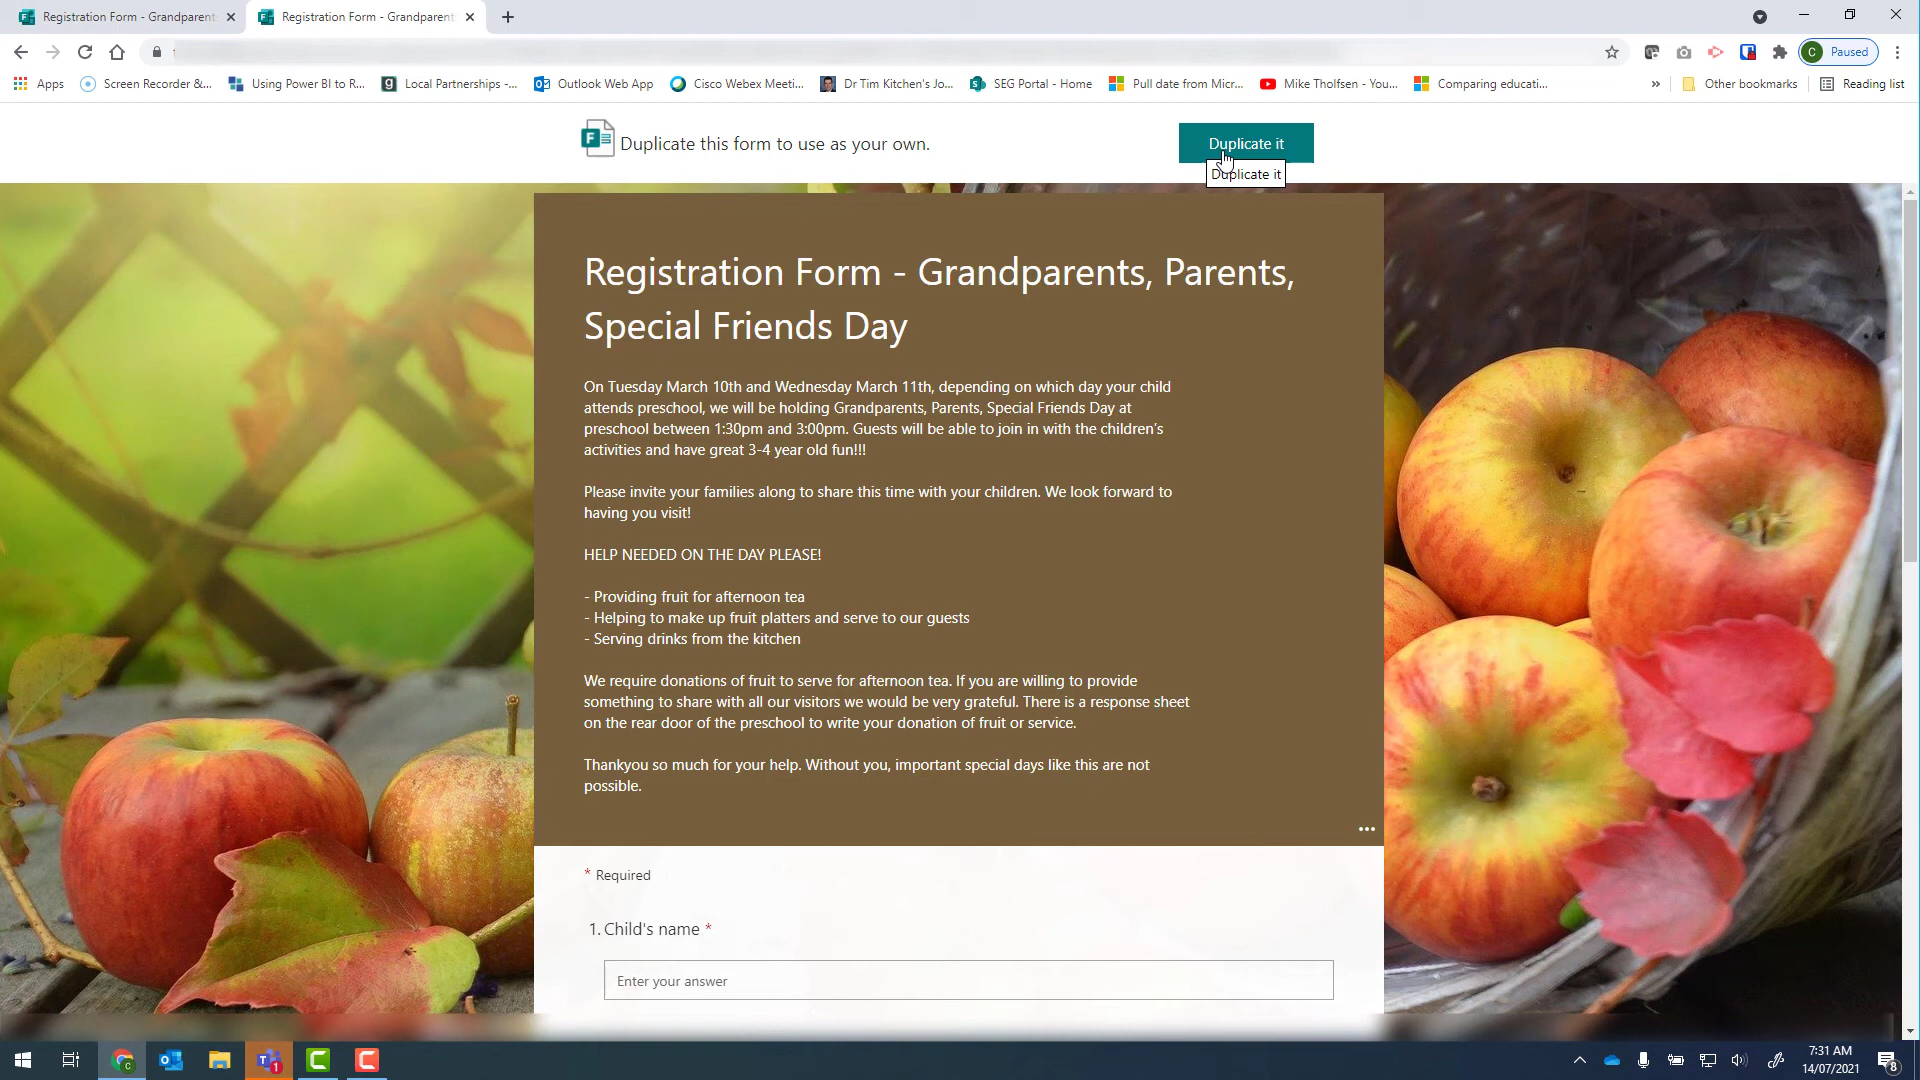 Registration Form - Grandparent
Registration Form - Grandparent
C Paused
Apps
Screen Recorder &...
Using Power BI to R...
Local Partnerships -...
Outlook Web App
Cisco Webex Meeti...
Dr Tim Kitchen's Jo...
SEG Portal - Home
Pull date from Micr...
Mike Tholfsen - You...
Comparing educati...
»
Other bookmarks
Reading list
Duplicate this form to use as your own.
Duplicate it
Duplicate it
Registration Form - Grandparents, Parents,
Special Friends Day
On Tuesday March 10th and Wednesday March 11th, depending on which day your child
attends preschool, we will be holding Grandparents, Parents, Special Friends Day at
preschool between 1:30pm and 3:00pm. Guests will be able to join in with the children's
activities and have great 3-4 year old fun!!!
Please invite your families along to share this time with your children. We look forward to
having you visit!
HELP NEEDED ON THE DAY PLEASE!
- Providing fruit for afternoon tea
- Helping to make up fruit platters and serve to our guests
- Serving drinks from the kitchen
We require donations of fruit to serve for afternoon tea. If you are willing to provide
something to share with all our visitors we would be very grateful. There is a response sheet
on the rear door of the preschool to write your donation of fruit or service.
Thankyou so much for your help. Without you, important special days like this are not
possible.
* Required
1. Child's name *
Enter your answer
7:31 AM
14/07/2021
8